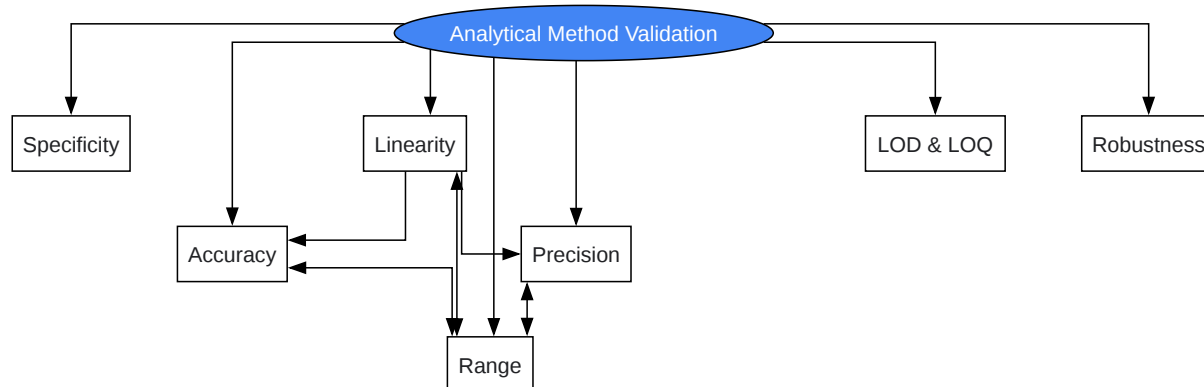 Analytical Method Validation
Specificity
Linearity
LOD & LOQ
Robustness
Accuracy
Precision
Range